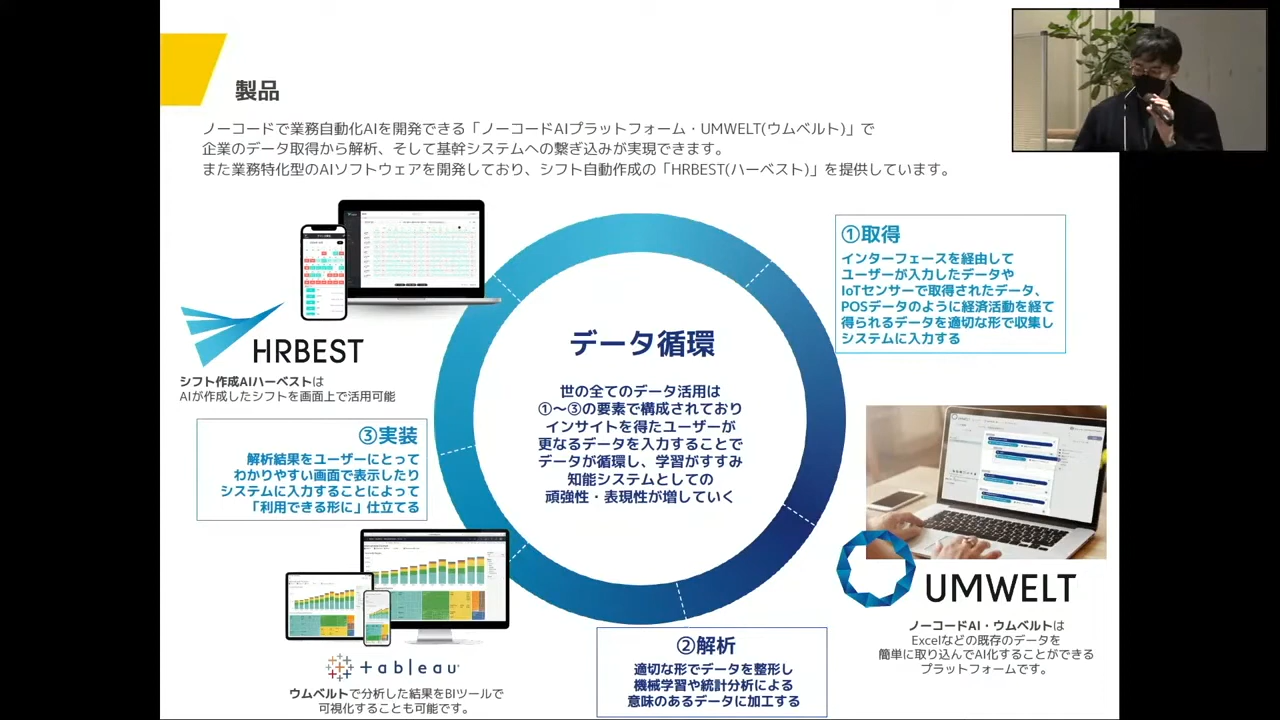 製品
ノーコードで業務自動化AIを開発できる「ノーコードAIプラットフォーム・UMWELT(ウムベルト)」で
企業のデータ取得から解析、そして基幹システムへの繋ぎ込みが実現できます。
また業務特化型のAIソフトウェアを開発しており、シフト自動作成の「HRBEST(ハーベスト)」を提供しています。
①取得
インターフェースを経由して
ユーザーが入力したデータや
IoTセンサーで取得されたデータ、
POSデータのように経済活動を経て
得られるデータを適切な形で収集し
システムに入力する
HRBEST
シフト作成AIハーベストは
AIが作成したシフトを画面上で活用可能
データ循環
世の全てのデータ活用は
①〜③の要素で構成されており
インサイトを得たユーザーが
更なるデータを入力することで
データが循環し、学習がすすみ
知能システムとしての
頑強性・表現性が増していく
③実装
解析結果をユーザーにとって
わかりやすい画面で表示したり
システムに入力することによって
「利用できる形に」仕立てる
UMWELT
ノーコードAI・ウムベルトは
Excelなどの既存のデータを
簡単に取り込んでAI化することができる
プラットフォームです。
②解析
適切な形でデータを整形し
機械学習や統計分析による
意味のあるデータに加工する
+ableau
ウムベルトで分析した結果をBIツールで
可視化することも可能です。